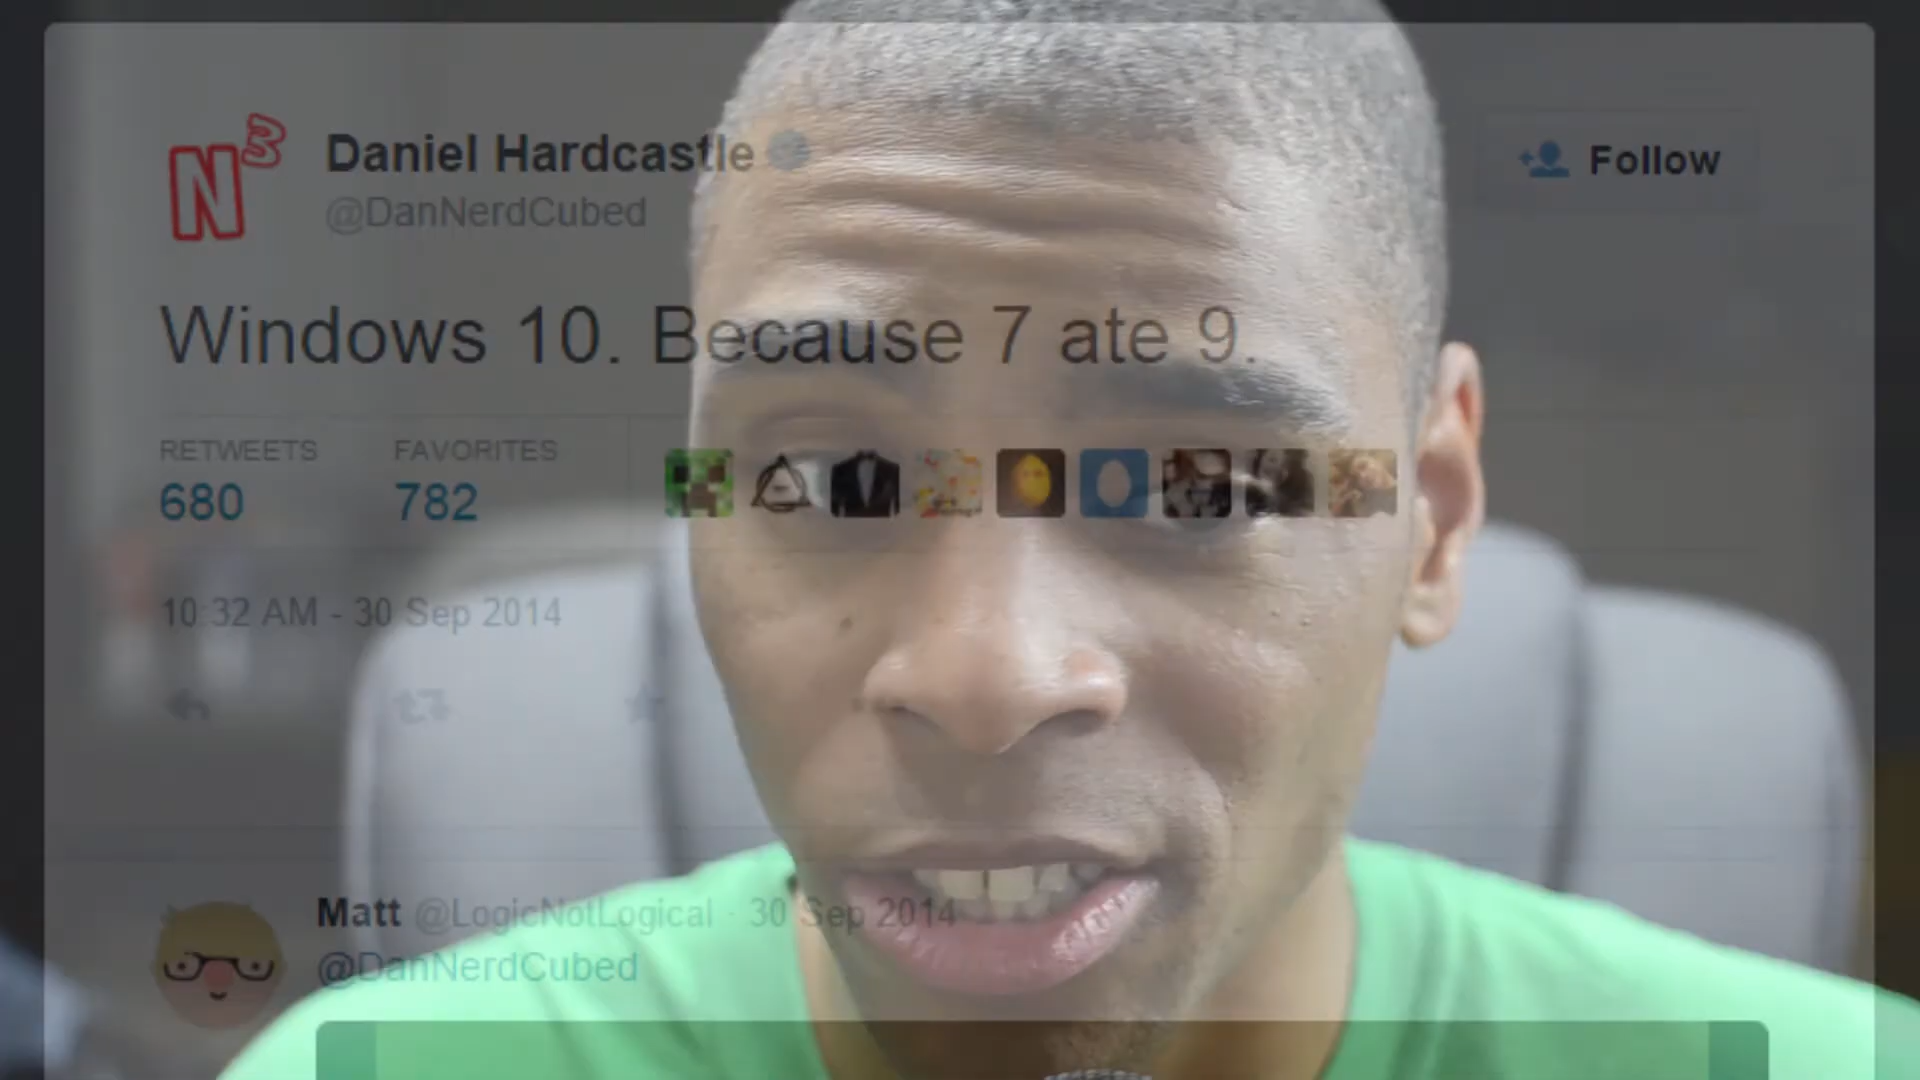 N3
Daniel Hardcastle
Follow
@DanNerdCubed
Windows 10. Because 7 ate 9.
RETWEETS
FAVORITES
680
782
10:32 AM - 30 Sep 2014
Matt @LogicNotLogical · 30 Sep 2014
@DanNerdCubed